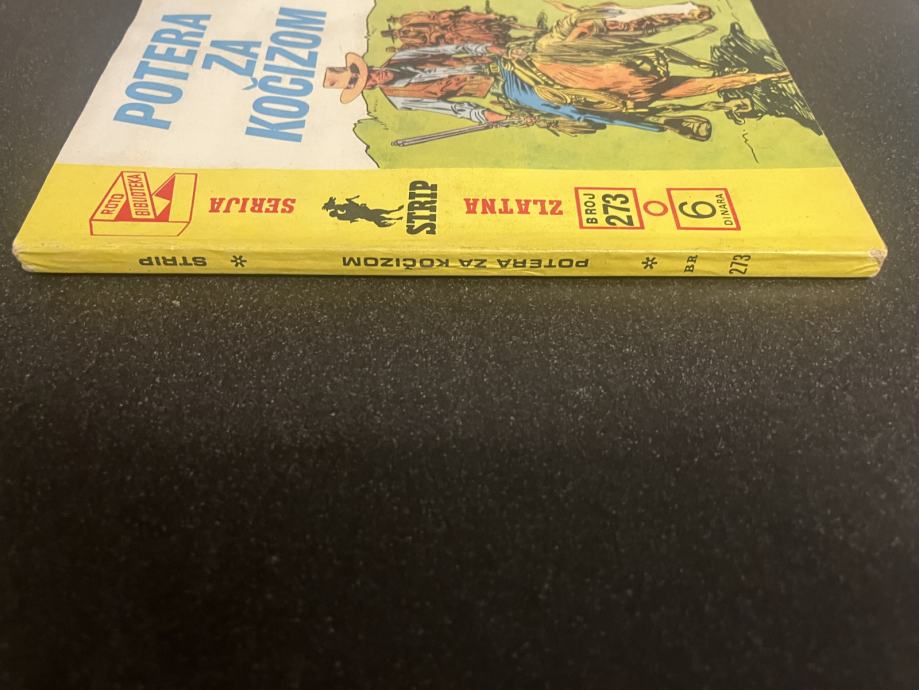 POTERA
ZA
KOČIZOM
ROTO
BIBLIOTEKA
SERIJA
STRIP
ZLATNA
BROJ
273
6
DINARA
STRIP * POTERA ZA KOČIZOM * BR 273